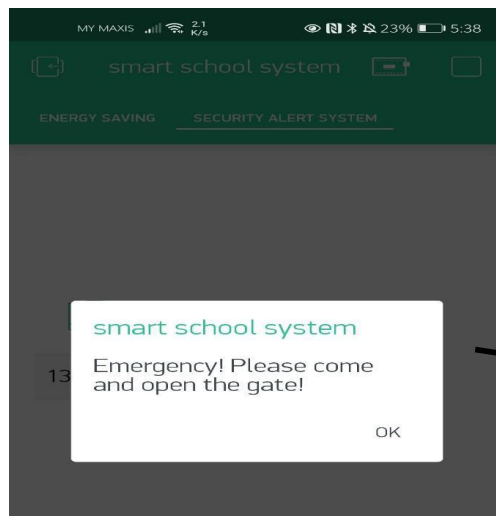 MY MAXIS 2.1 K/s 23% 5:38
smart school system
ENERGY SAVING SECURITY ALERT SYSTEM
smart school system
Emergency! Please come
13
and open the gate!
OK